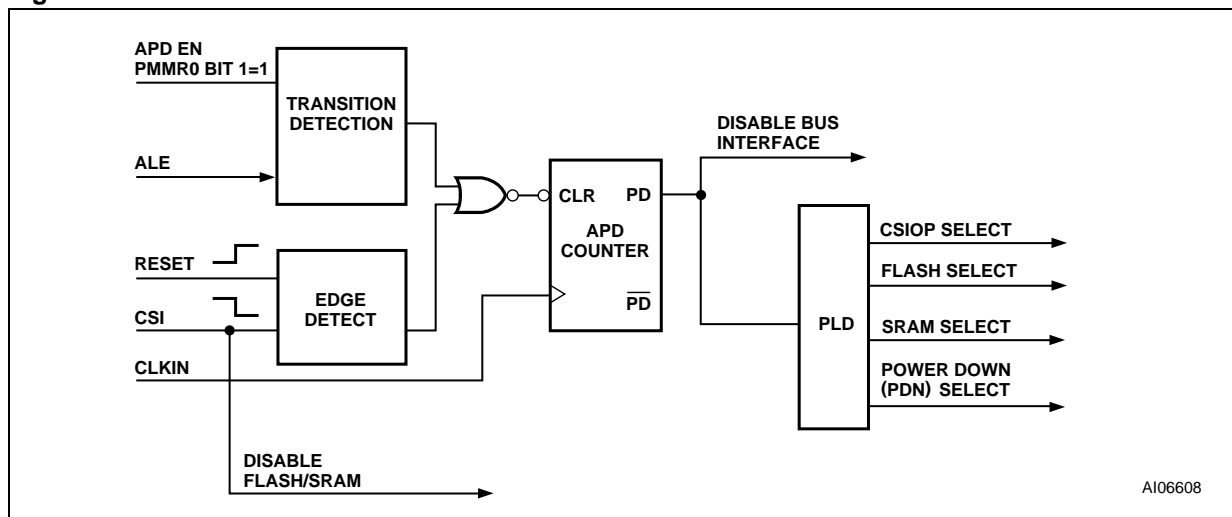 APD EN
PMMR0 BIT 1=1
TRANSITION
DETECTION
ALE
RESET
CSI
CLKIN
EDGE
DETECT
DISABLE
FLASH/SRAM
CLR
PD
APD
COUNTER
PD
DISABLE BUS
INTERFACE
PLD
CSIOP SELECT
FLASH SELECT
SRAM SELECT
POWER DOWN
(PDN) SELECT
AI06608